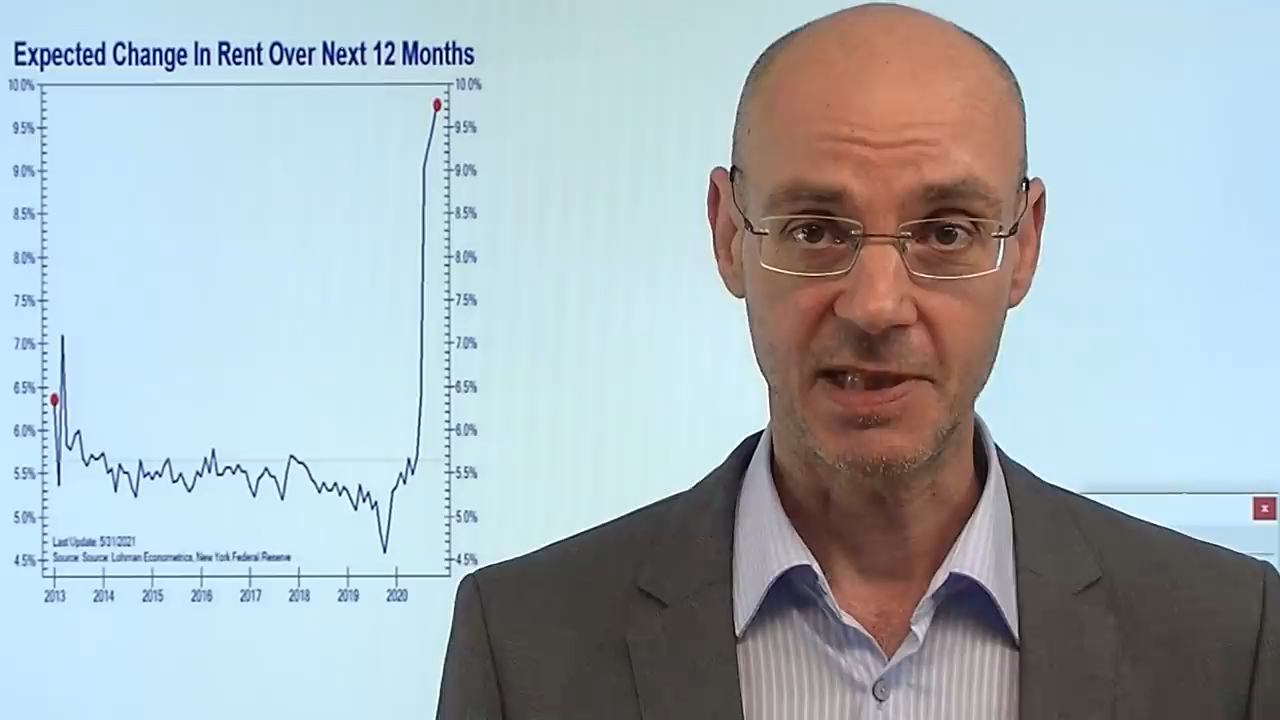 Expected Change In Rent Over Next 12 Months
10.0% 10.0%
9.5% 9.5%
9.0% 9.0%
8.5% 8.5%
8.0% 8.0%
7.5% 7.5%
7.0% 7.0%
6.5% 6.5%
6.0% 6.0%
5.5% 5.5%
5.0% 5.0%
4.5% 4.5%
Last Update: 5/31/2021
Source: Source: Lohman Econometrics, New York Federal Reserve
2013 2014 2015 2016 2017 2018 2019 2020
x